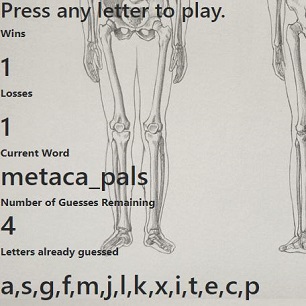 Press any letter to play.
Wins
1
Losses
1
Current Word
metaca_pals
Number of Guesses Remaining
4
Letters already guessed
a,s,g,f,m,j,l,k,x,i,t,e,c,p